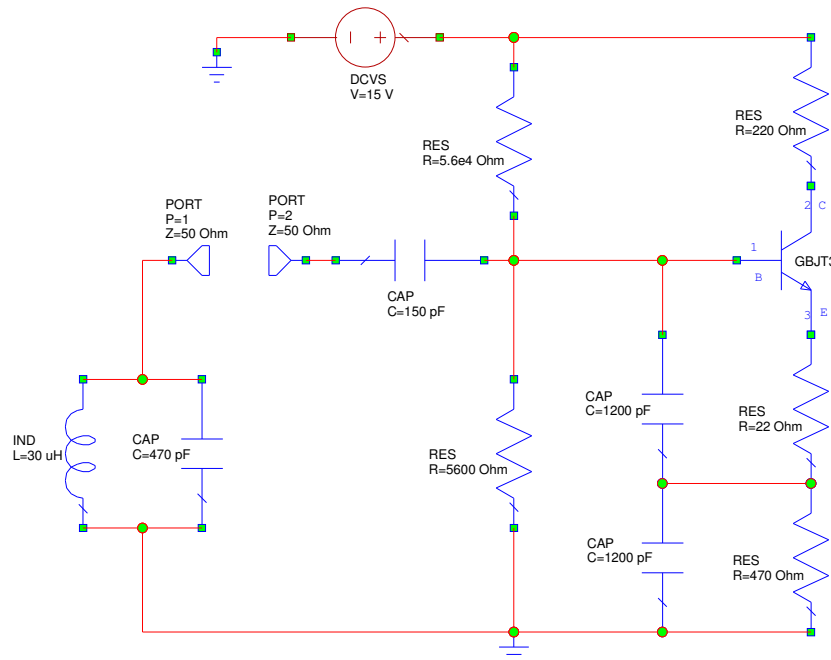 DCVS
V=15 V
RES
R=5.6e4 Ohm
RES
R=220 Ohm
PORT
P=1
Z=50 Ohm
PORT
P=2
Z=50 Ohm
2 C
1
B
GBJT3
3 E
CAP
C=150 pF
CAP
C=1200 pF
RES
R=22 Ohm
IND
L=30 uH
CAP
C=470 pF
RES
R=5600 Ohm
CAP
C=1200 pF
RES
R=470 Ohm